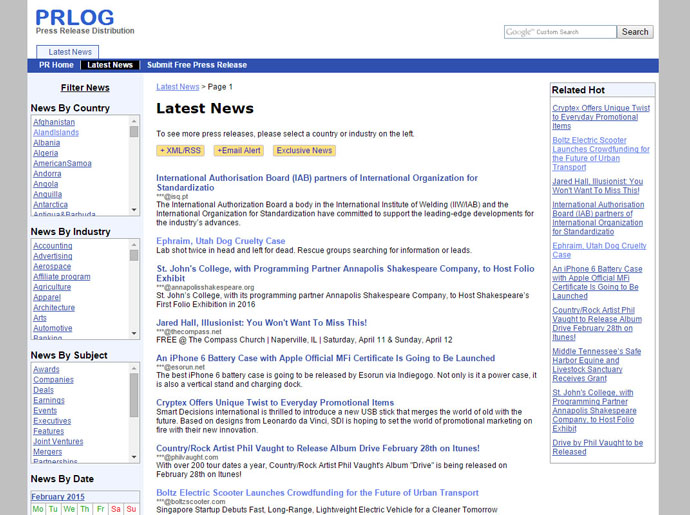 PRLOG
Press Release Distribution
Google™ Custom Search
Search
Latest News
PR Home
Latest News
Submit Free Press Release
Filter News
News By Country
Afghanistan
AlandIslands
Albania
Algeria
AmericanSamoa
Andorra
Angola
Anguilla
Antarctica
Antigua&Barbuda
News By Industry
Accounting
Advertising
Aerospace
Affiliate program
Agriculture
Apparel
Architecture
Arts
Automotive
Banking
News By Subject
Awards
Companies
Deals
Earnings
Events
Executives
Features
Joint Ventures
Mergers
Partnerships
News By Date
February 2015
Mo Tu We Th Fr Sa Su
Latest News > Page 1
Latest News
To see more press releases, please select a country or industry on the left.
+ XML/RSS
+Email Alert
Exclusive News
International Authorisation Board (IAB) partners of International Organization for
Standardizatio
***@isq.pt
The International Authorization Board a body in the International Institute of Welding (IIW/IAB) and the
International Organization for Standardization have committed to support the leading-edge developments for
the industry´s advances.
Ephraim, Utah Dog Cruelty Case
Lab shot twice in head and left for dead. Rescue groups searching for information or leads.
St. John's College, with Programming Partner Annapolis Shakespeare Company, to Host Folio
Exhibit
***@annapolisshakespeare.org
St. John's College, with its programming partner Annapolis Shakespeare Company, to Host Shakespeare's
First Folio Exhibition in 2016
Jared Hall, Illusionist: You Won't Want To Miss This!
***@thecompass.net
FREE @ The Compass Church | Naperville, IL | Saturday, April 11 & Sunday, April 12
An iPhone 6 Battery Case with Apple Official MFi Certificate Is Going to Be Launched
***@esorun.net
The best iPhone 6 battery case is going to be released by Esorun via Indiegogo. Not only is it a power case, it
is also a vertical stand and charging dock.
Cryptex Offers Unique Twist to Everyday Promotional Items
Smart Decisions international is thrilled to introduce a new USB stick that merges the world of old with the
future. Based on designs from Leonardo da Vinci, SDI is hoping to set the world of promotional marketing on
fire with their new innovation.
Country/Rock Artist Phil Vaught to Release Album Drive February 28th on Itunes!
***@philvaught.com
With over 200 tour dates a year, Country/Rock Artist Phil Vaught's Album "Drive" is being released on
February 28th on Itunes!
Boltz Electric Scooter Launches Crowdfunding for the Future of Urban Transport
***@boltzscooter.com
Singapore Startup Debuts Fast, Long-Range, Lightweight Electric Vehicle for a Cleaner Tomorrow
Related Hot
Cryptex Offers Unique Twist
to Everyday Promotional
Items
Boltz Electric Scooter
Launches Crowdfunding for
the Future of Urban
Transport
Jared Hall, Illusionist: You
Won't Want To Miss This!
International Authorisation
Board (IAB) partners of
International Organization
for Standardizatio
Ephraim, Utah Dog Cruelty
Case
An iPhone 6 Battery Case
with Apple Official MFi
Certificate Is Going to Be
Launched
Country/Rock Artist Phil
Vaught to Release Album
Drive February 28th on
Itunes!
Middle Tennessee's Safe
Harbor Equine and
Livestock Sanctuary
Receives Grant
St. John's College, with
Programming Partner
Annapolis Shakespeare
Company, to Host Folio
Exhibit
Drive by Phil Vaught to be
Released